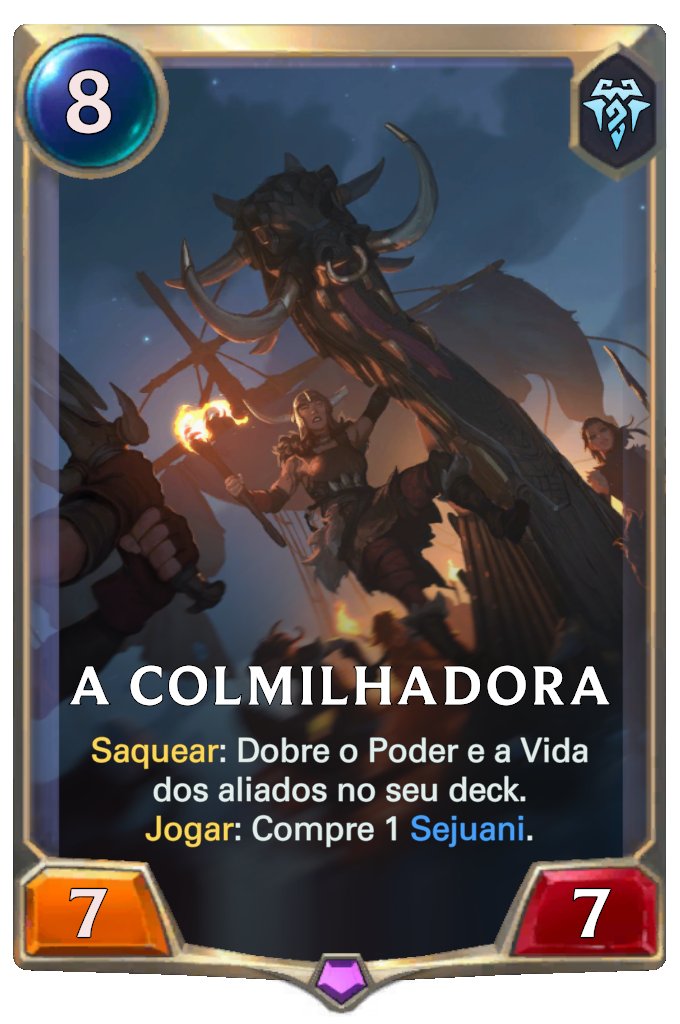 8
A COLMILHADORA
Saquear: Dobre o Poder e a Vida
dos aliados no seu deck.
Jogar: Compre 1 Sejuani.
7
7